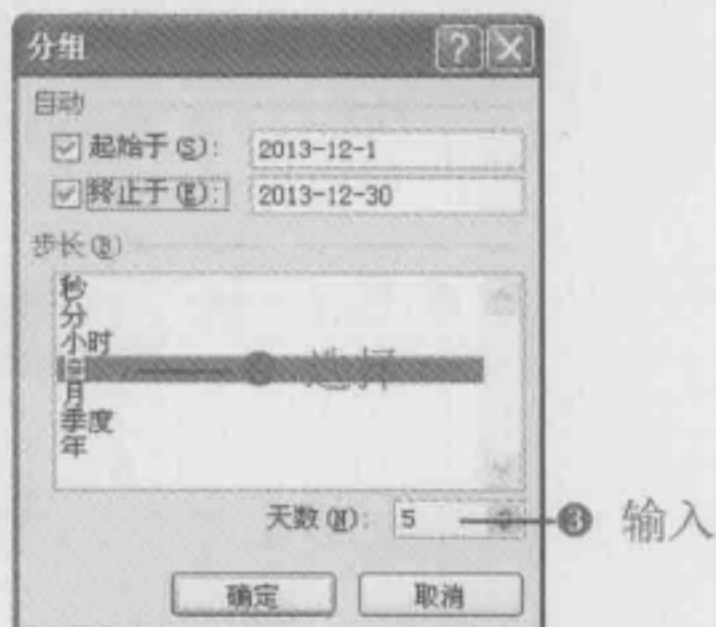 分组
自动
起始于(S): 2013-12-1
终止于(E): 2013-12-30
步长(B)
秒
分
小时
日
选择
月
季度
年
天数(N): 5 ❸ 输入
确定 取消